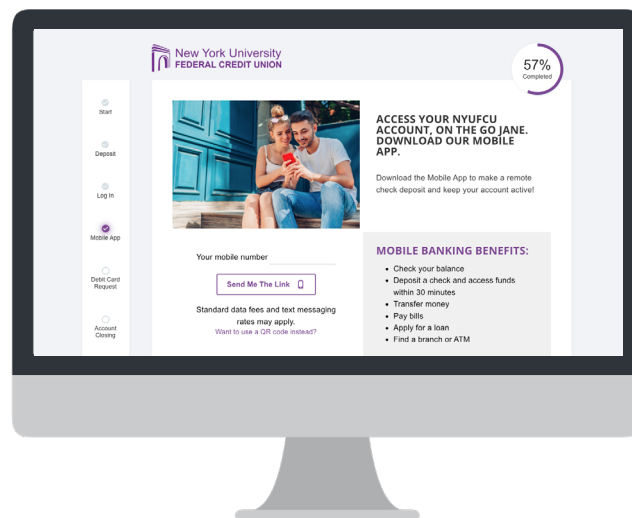 New York University
FEDERAL CREDIT UNION
57%
Completed
Start
Deposit
Log In
Mobile App
Debit Card
Request
Account
Closing
ACCESS YOUR NYUFCU
ACCOUNT, ON THE GO JANE.
DOWNLOAD OUR MOBILE
APP.
Download the Mobile App to make a remote
check deposit and keep your account active!
Your mobile number
Send Me The Link
Standard data fees and text messaging
rates may apply.
Want to use a QR code instead?
MOBILE BANKING BENEFITS:
• Check your balance
• Deposit a check and access funds
within 30 minutes
• Transfer money
• Pay bills
• Apply for a loan
• Find a branch or ATM